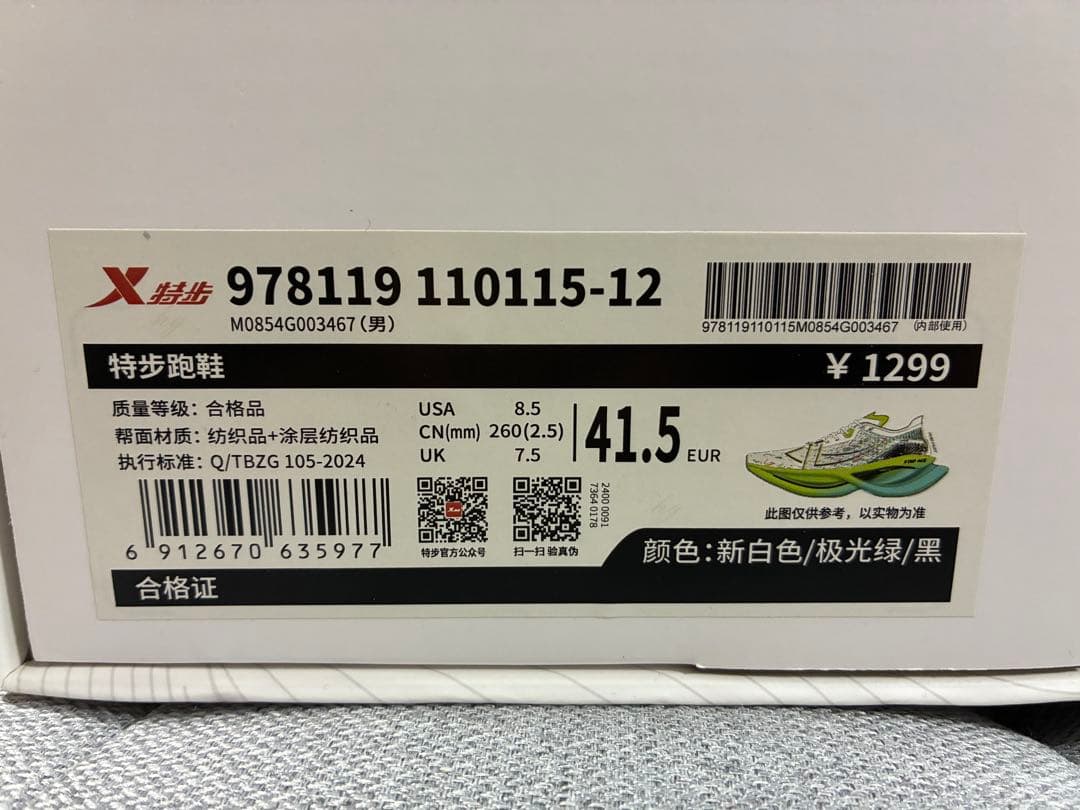 X 特步 978119 110115-12
M0854G003467(男)
978119110115M0854G003467 (内部使用)
特步跑鞋 ¥ 1299
质量等级：合格品
帮面材质：纺织品+涂层纺织品
执行标准：Q/TBZG 105-2024
USA 8.5
CN(mm) 260(2.5)
UK 7.5
41.5 EUR
6 912670 635977
特步官方公众号
扫一扫 验真伪
2400 0091
7364 0178
此图仅供参考，以实物为准
颜色：新白色/极光绿/黑
合格证